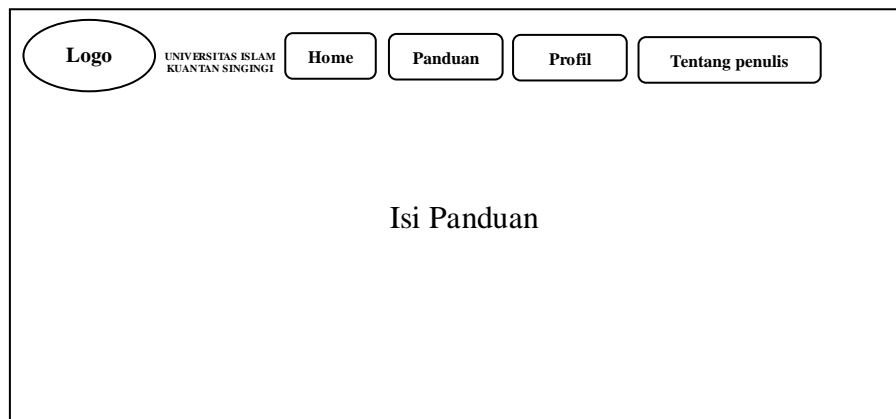 Logo
UNIVERSITAS ISLAM
KUANTAN SINGINGI
Home
Panduan
Profil
Tentang penulis
Isi Panduan